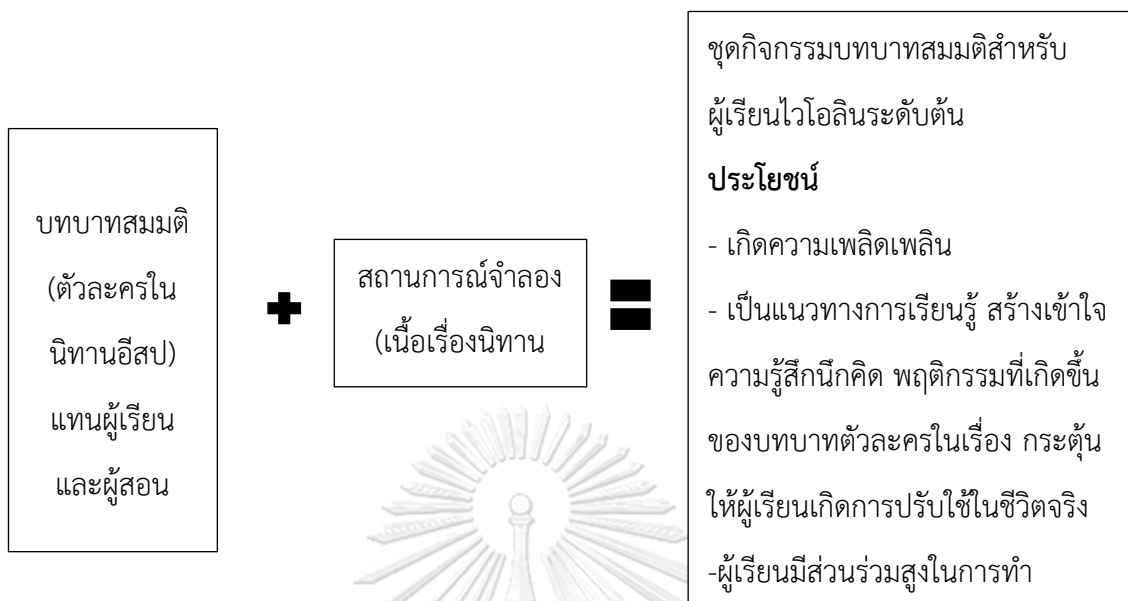 บทบาทสมมติ
(ตัวละครใน
นิทานอีสป)
แทนผู้เรียน
และผู้สอน
สถานการณ์จำลอง
(เนื้อเรื่องนิทาน
ชุดกิจกรรมบทบาทสมมติสำหรับ
ผู้เรียนไวโอลินระดับต้น
ประโยชน์
- เกิดความเพลิดเพลิน
- เป็นแนวทางการเรียนรู้ สร้างเข้าใจ
ความรู้สึกนึกคิด พฤติกรรมที่เกิดขึ้น
ของบทบาทตัวละครในเรื่อง กระตุ้น
ให้ผู้เรียนเกิดการปรับใช้ในชีวิตจริง
-ผู้เรียนมีส่วนร่วมสูงในการทำ